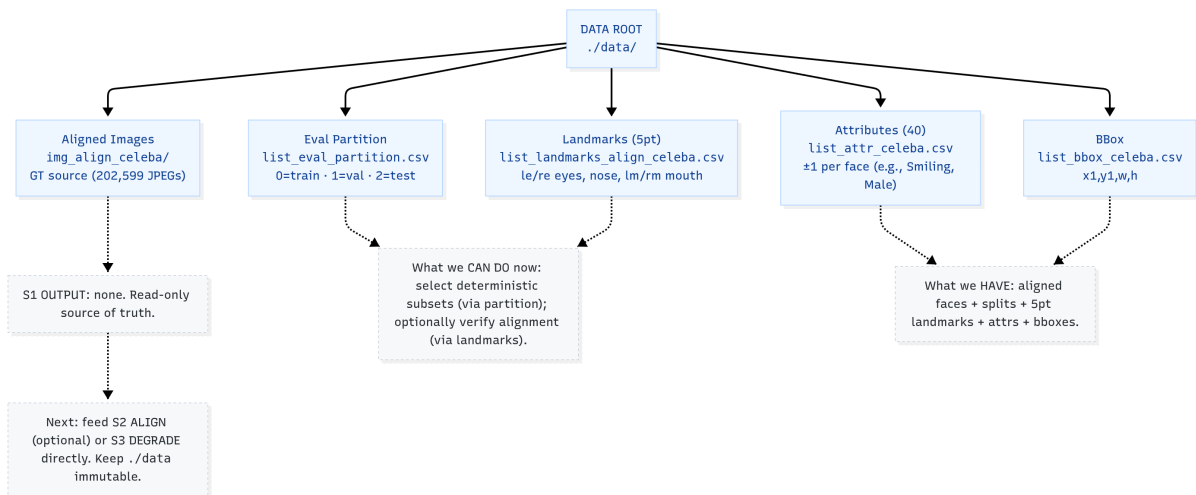 DATA ROOT
./data/
Aligned Images
img_align_celeba/
GT source (202,599 JPEGs)
Eval Partition
list_eval_partition.csv
0=train · 1=val · 2=test
Landmarks (5pt)
list_landmarks_align_celeba.csv
le/re eyes, nose, lm/rm mouth
Attributes (40)
list_attr_celeba.csv
±1 per face (e.g., Smiling,
Male)
BBox
list_bbox_celeba.csv
x1,y1,w,h
S1 OUTPUT: none. Read-only
source of truth.
What we CAN DO now:
select deterministic
subsets (via partition);
optionally verify alignment
(via landmarks).
What we HAVE: aligned
faces + splits + 5pt
landmarks + attrs + bboxes.
Next: feed S2 ALIGN
(optional) or S3 DEGRADE
directly. Keep ./data
immutable.